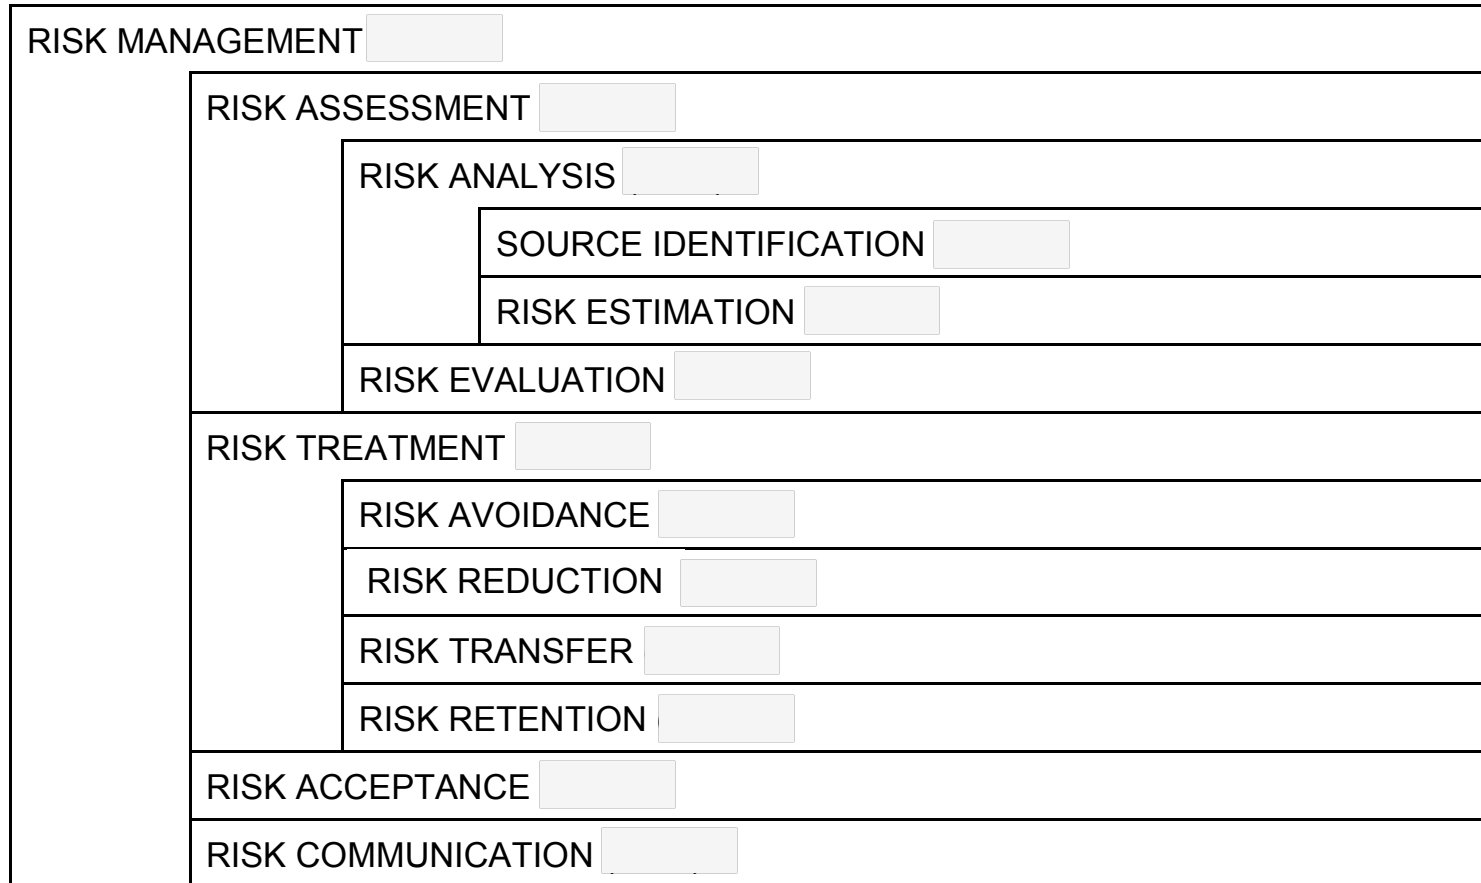 RISK MANAGEMENT
RISK ASSESSMENT
RISK ANALYSIS
SOURCE IDENTIFICATION
RISK ESTIMATION
RISK EVALUATION
RISK TREATMENT
RISK AVOIDANCE
RISK REDUCTION
RISK TRANSFER
RISK RETENTION
RISK ACCEPTANCE
RISK COMMUNICATION